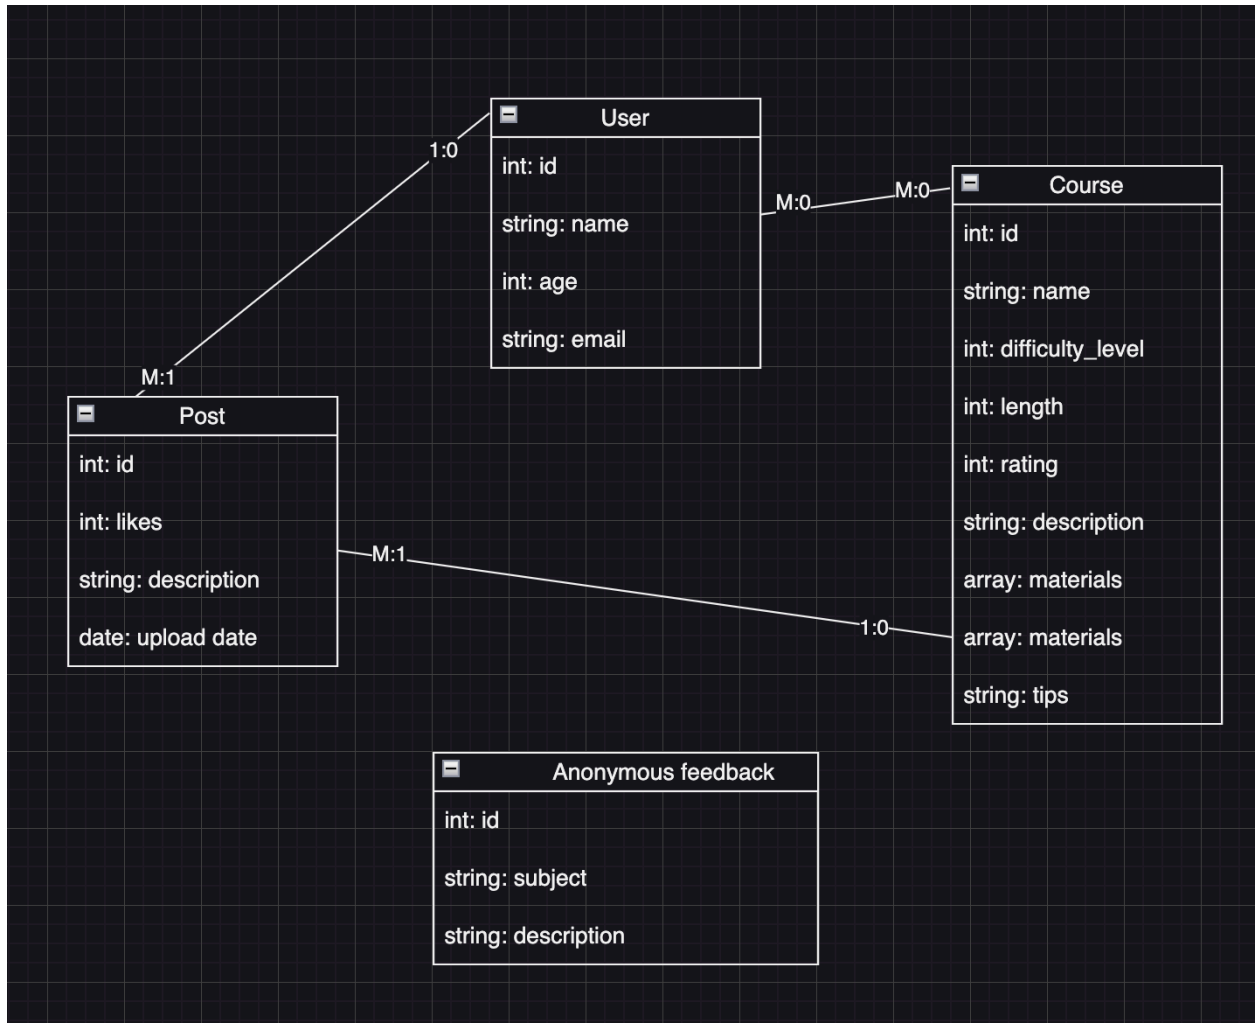 User
int: id
string: name
int: age
string: email
1:0
M:1
M:0
M:0
Course
int: id
string: name
int: difficulty_level
int: length
int: rating
string: description
array: materials
array: materials
string: tips
Post
int: id
int: likes
string: description
date: upload date
M:1
1:0
Anonymous feedback
int: id
string: subject
string: description